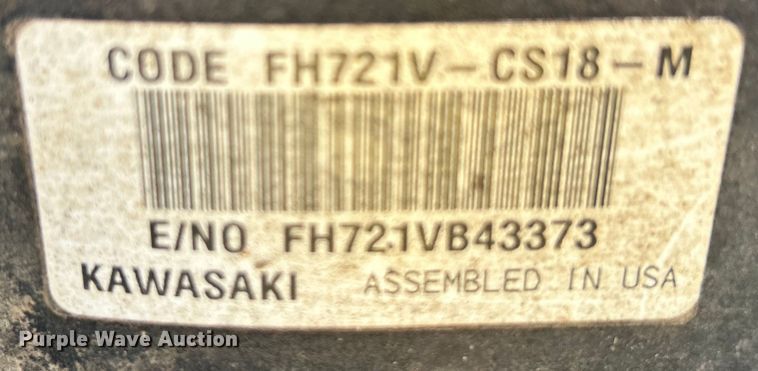 CODE FH721V-CS18-M
E/NO FH721VB43373
KAWASAKI ASSEMBLED IN USA
Purple Wave Auction